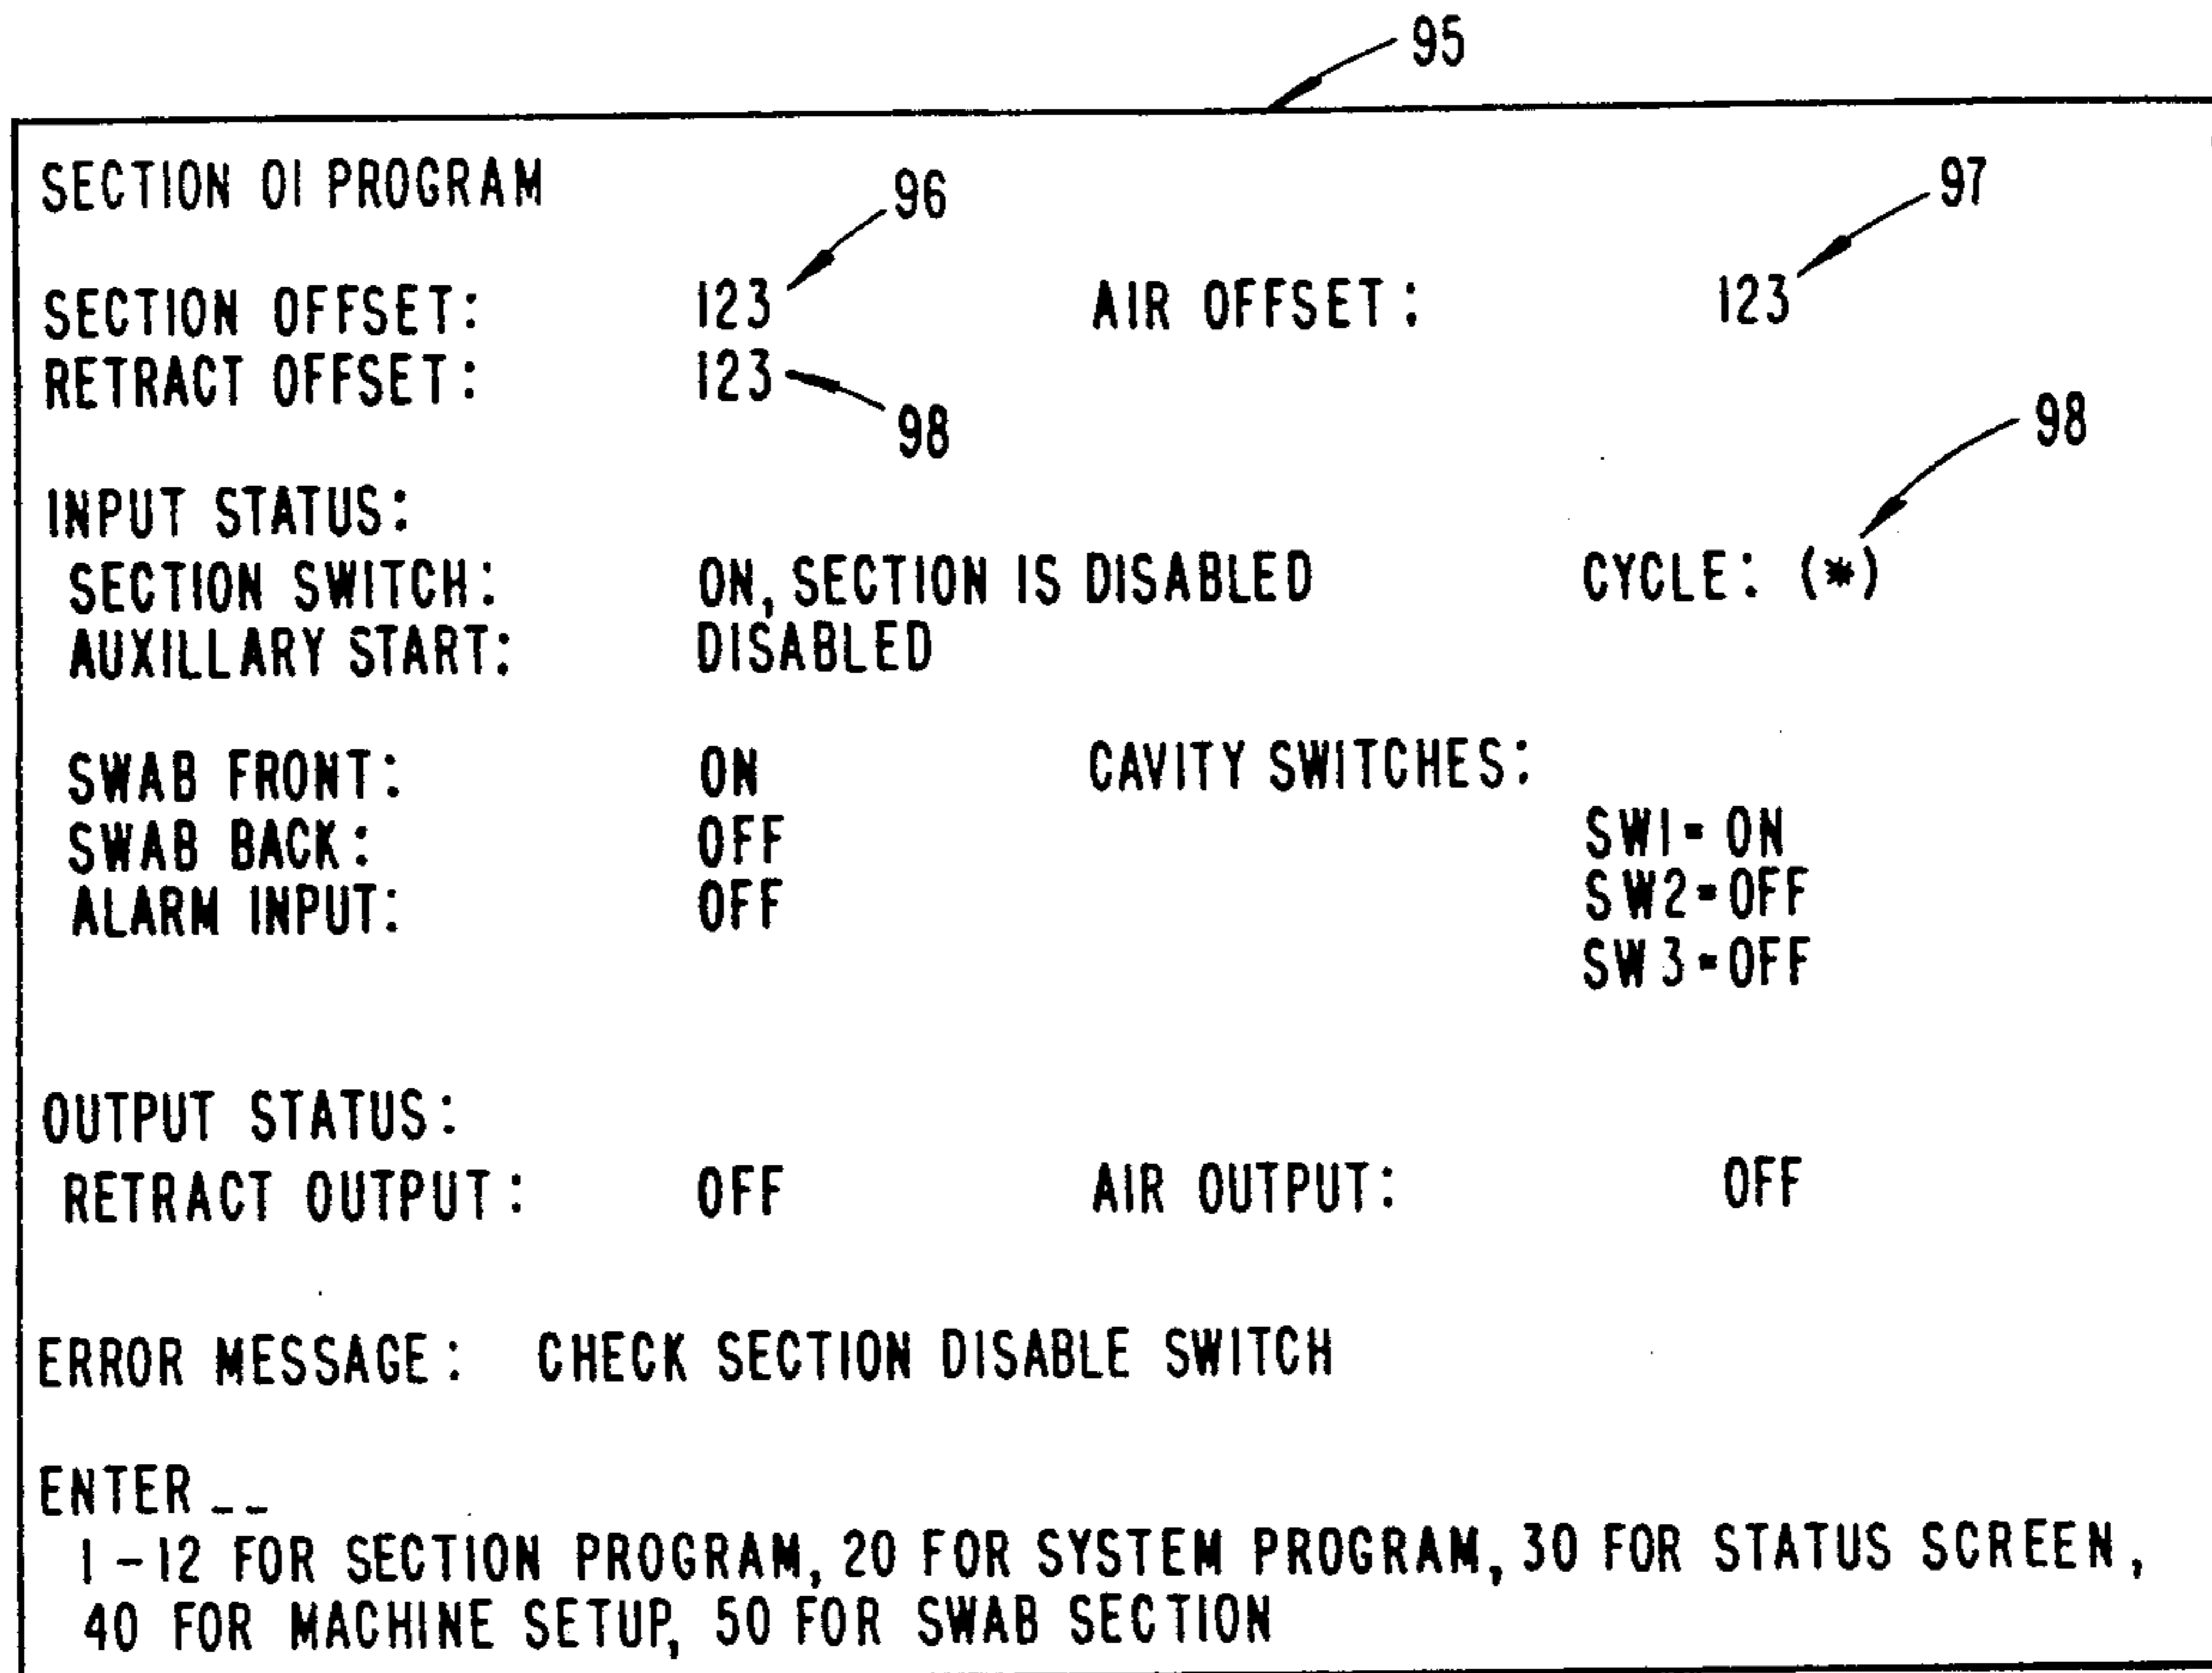 95
SECTION 01 PROGRAM
96
97
SECTION OFFSET: 123 AIR OFFSET: 123
RETRACT OFFSET: 123
98
98
INPUT STATUS:
SECTION SWITCH: ON, SECTION IS DISABLED CYCLE: (*)
AUXILLARY START: DISABLED
SWAB FRONT: ON CAVITY SWITCHES:
SWAB BACK: OFF SW1=ON
ALARM INPUT: OFF SW2=OFF
SW3=OFF
OUTPUT STATUS:
RETRACT OUTPUT: OFF AIR OUTPUT: OFF
ERROR MESSAGE: CHECK SECTION DISABLE SWITCH
ENTER _ _
1-12 FOR SECTION PROGRAM, 20 FOR SYSTEM PROGRAM, 30 FOR STATUS SCREEN,
40 FOR MACHINE SETUP, 50 FOR SWAB SECTION